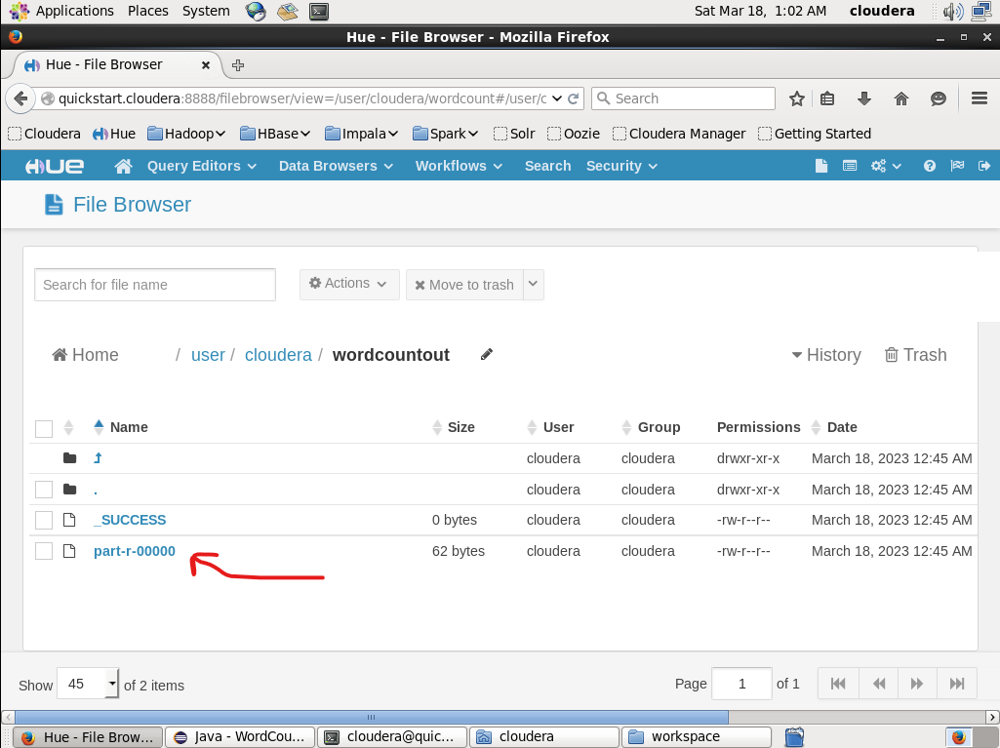 Applications Places System Sat Mar 18, 1:02 AM cloudera
Hue - File Browser - Mozilla Firefox
Hue - File Browser
quickstart.cloudera:8888/filebrowser/view=/user/cloudera/wordcount#/user/c Search
Cloudera Hue Hadoop HBase Impala Spark Solr Oozie Cloudera Manager Getting Started
HUE Query Editors Data Browsers Workflows Search Security
File Browser
Search for file name Actions Move to trash
Home / user / cloudera / wordcountout History Trash
Name Size User Group Permissions Date
cloudera cloudera drwxr-xr-x March 18, 2023 12:45 AM
. cloudera cloudera drwxr-xr-x March 18, 2023 12:45 AM
_SUCCESS 0 bytes cloudera cloudera -rw-r--r-- March 18, 2023 12:45 AM
part-r-00000 62 bytes cloudera cloudera -rw-r--r-- March 18, 2023 12:45 AM
Show 45 of 2 items Page 1 of 1
Hue - File Brow... Java - WordCou... cloudera@quic... cloudera workspace